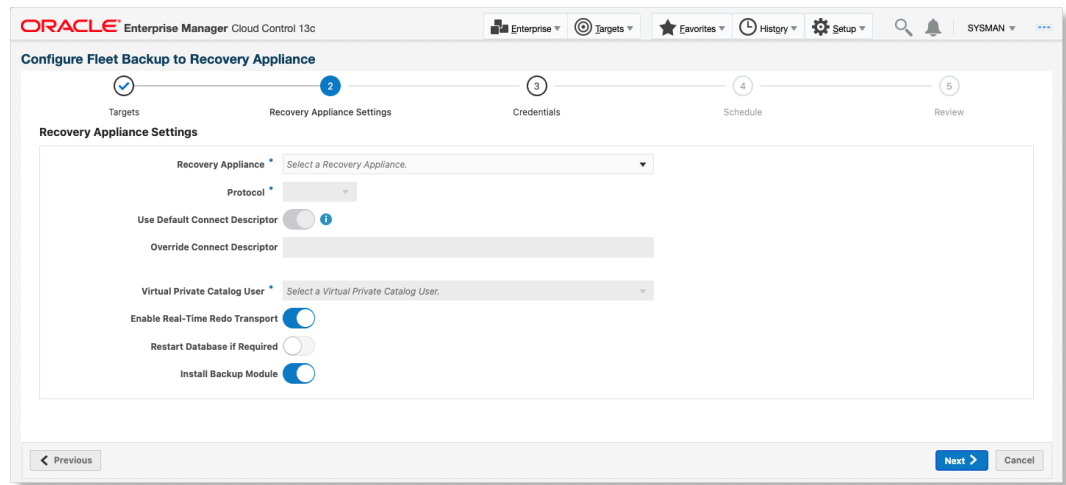 ORACLE Enterprise Manager Cloud Control 13c Enterprise Targets Favorites History Setup SYSMAN
Configure Fleet Backup to Recovery Appliance
2 3 4 5
Targets Recovery Appliance Settings Credentials Schedule Review
Recovery Appliance Settings
Recovery Appliance * Select a Recovery Appliance.
Protocol *
Use Default Connect Descriptor i
Override Connect Descriptor
Virtual Private Catalog User * Select a Virtual Private Catalog User.
Enable Real-Time Redo Transport
Restart Database if Required
Install Backup Module
Previous Next Cancel